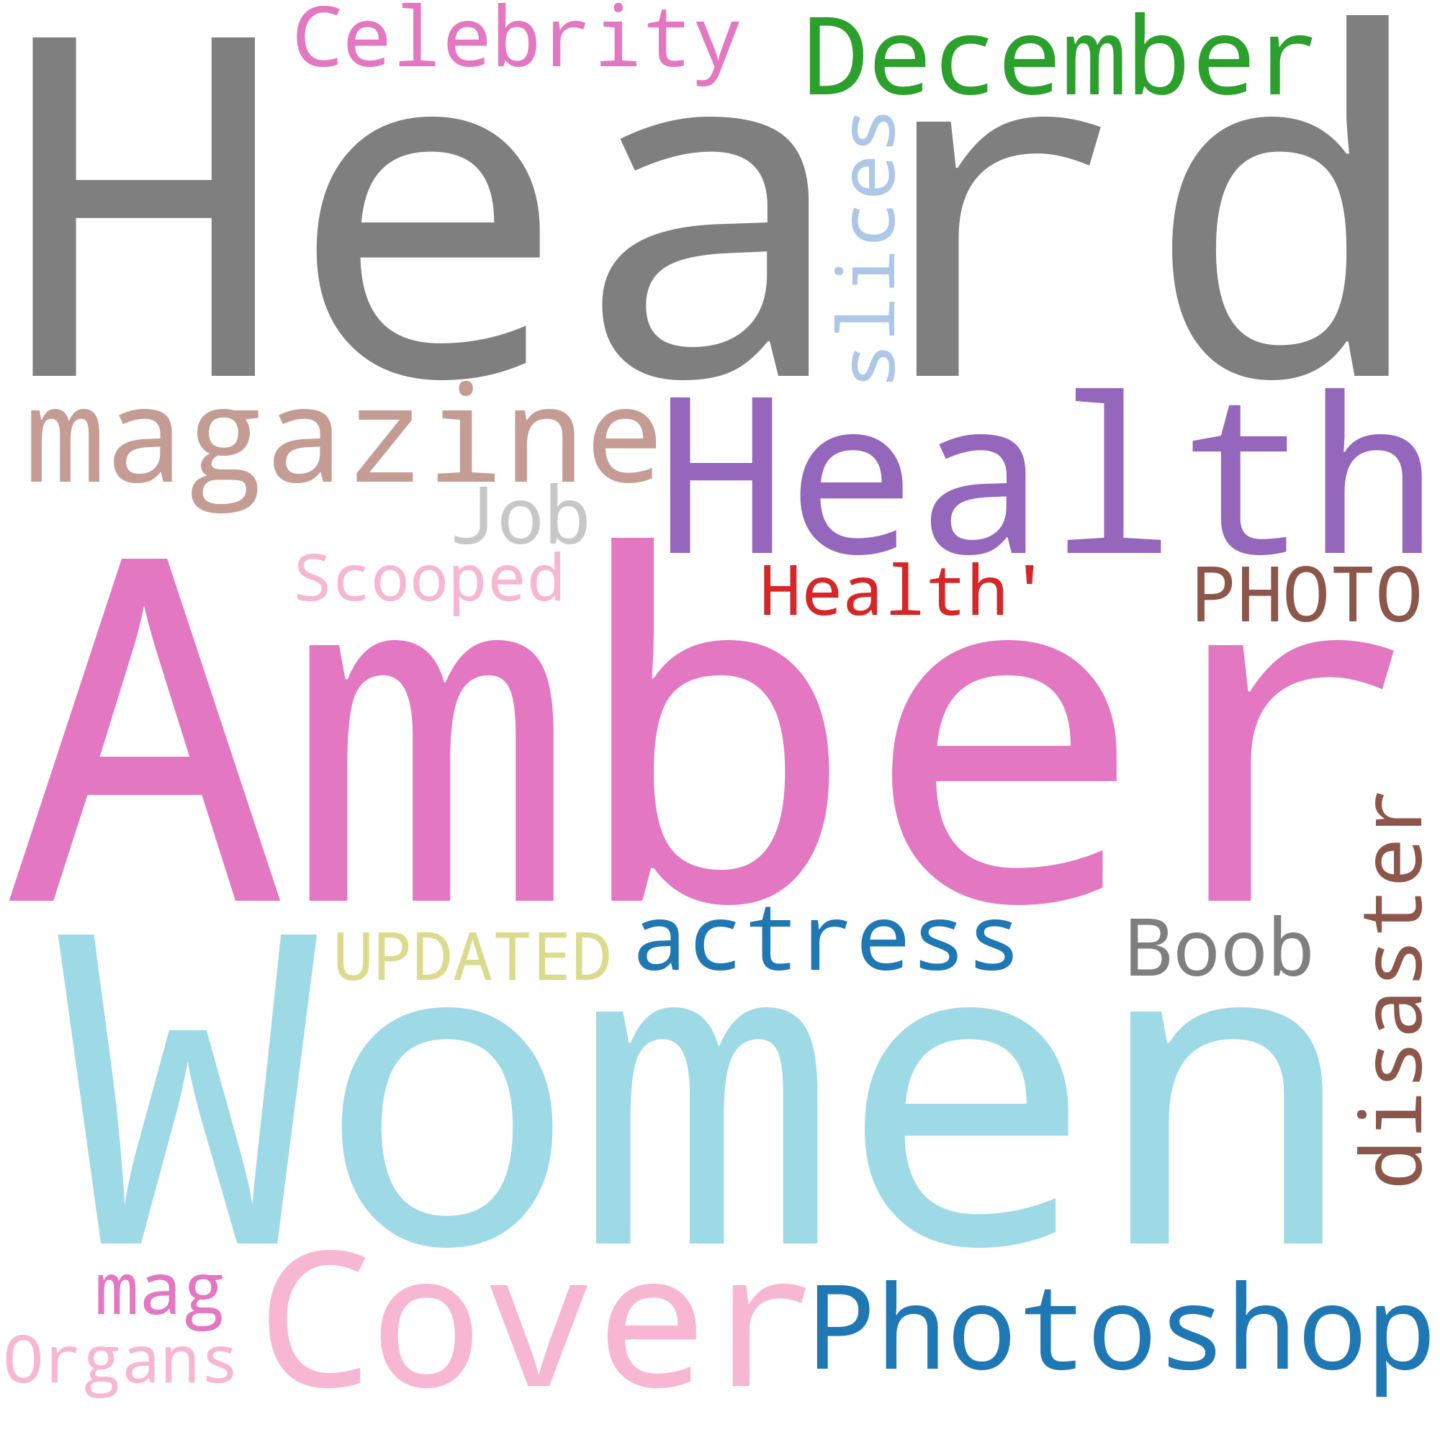 Celebrity
December
Heard
slices
magazine
Health
Job
Scooped
Health'
PHOTO
Amber
disaster
UPDATED
actress
Boob
Women
mag
Cover
Photoshop
Organs